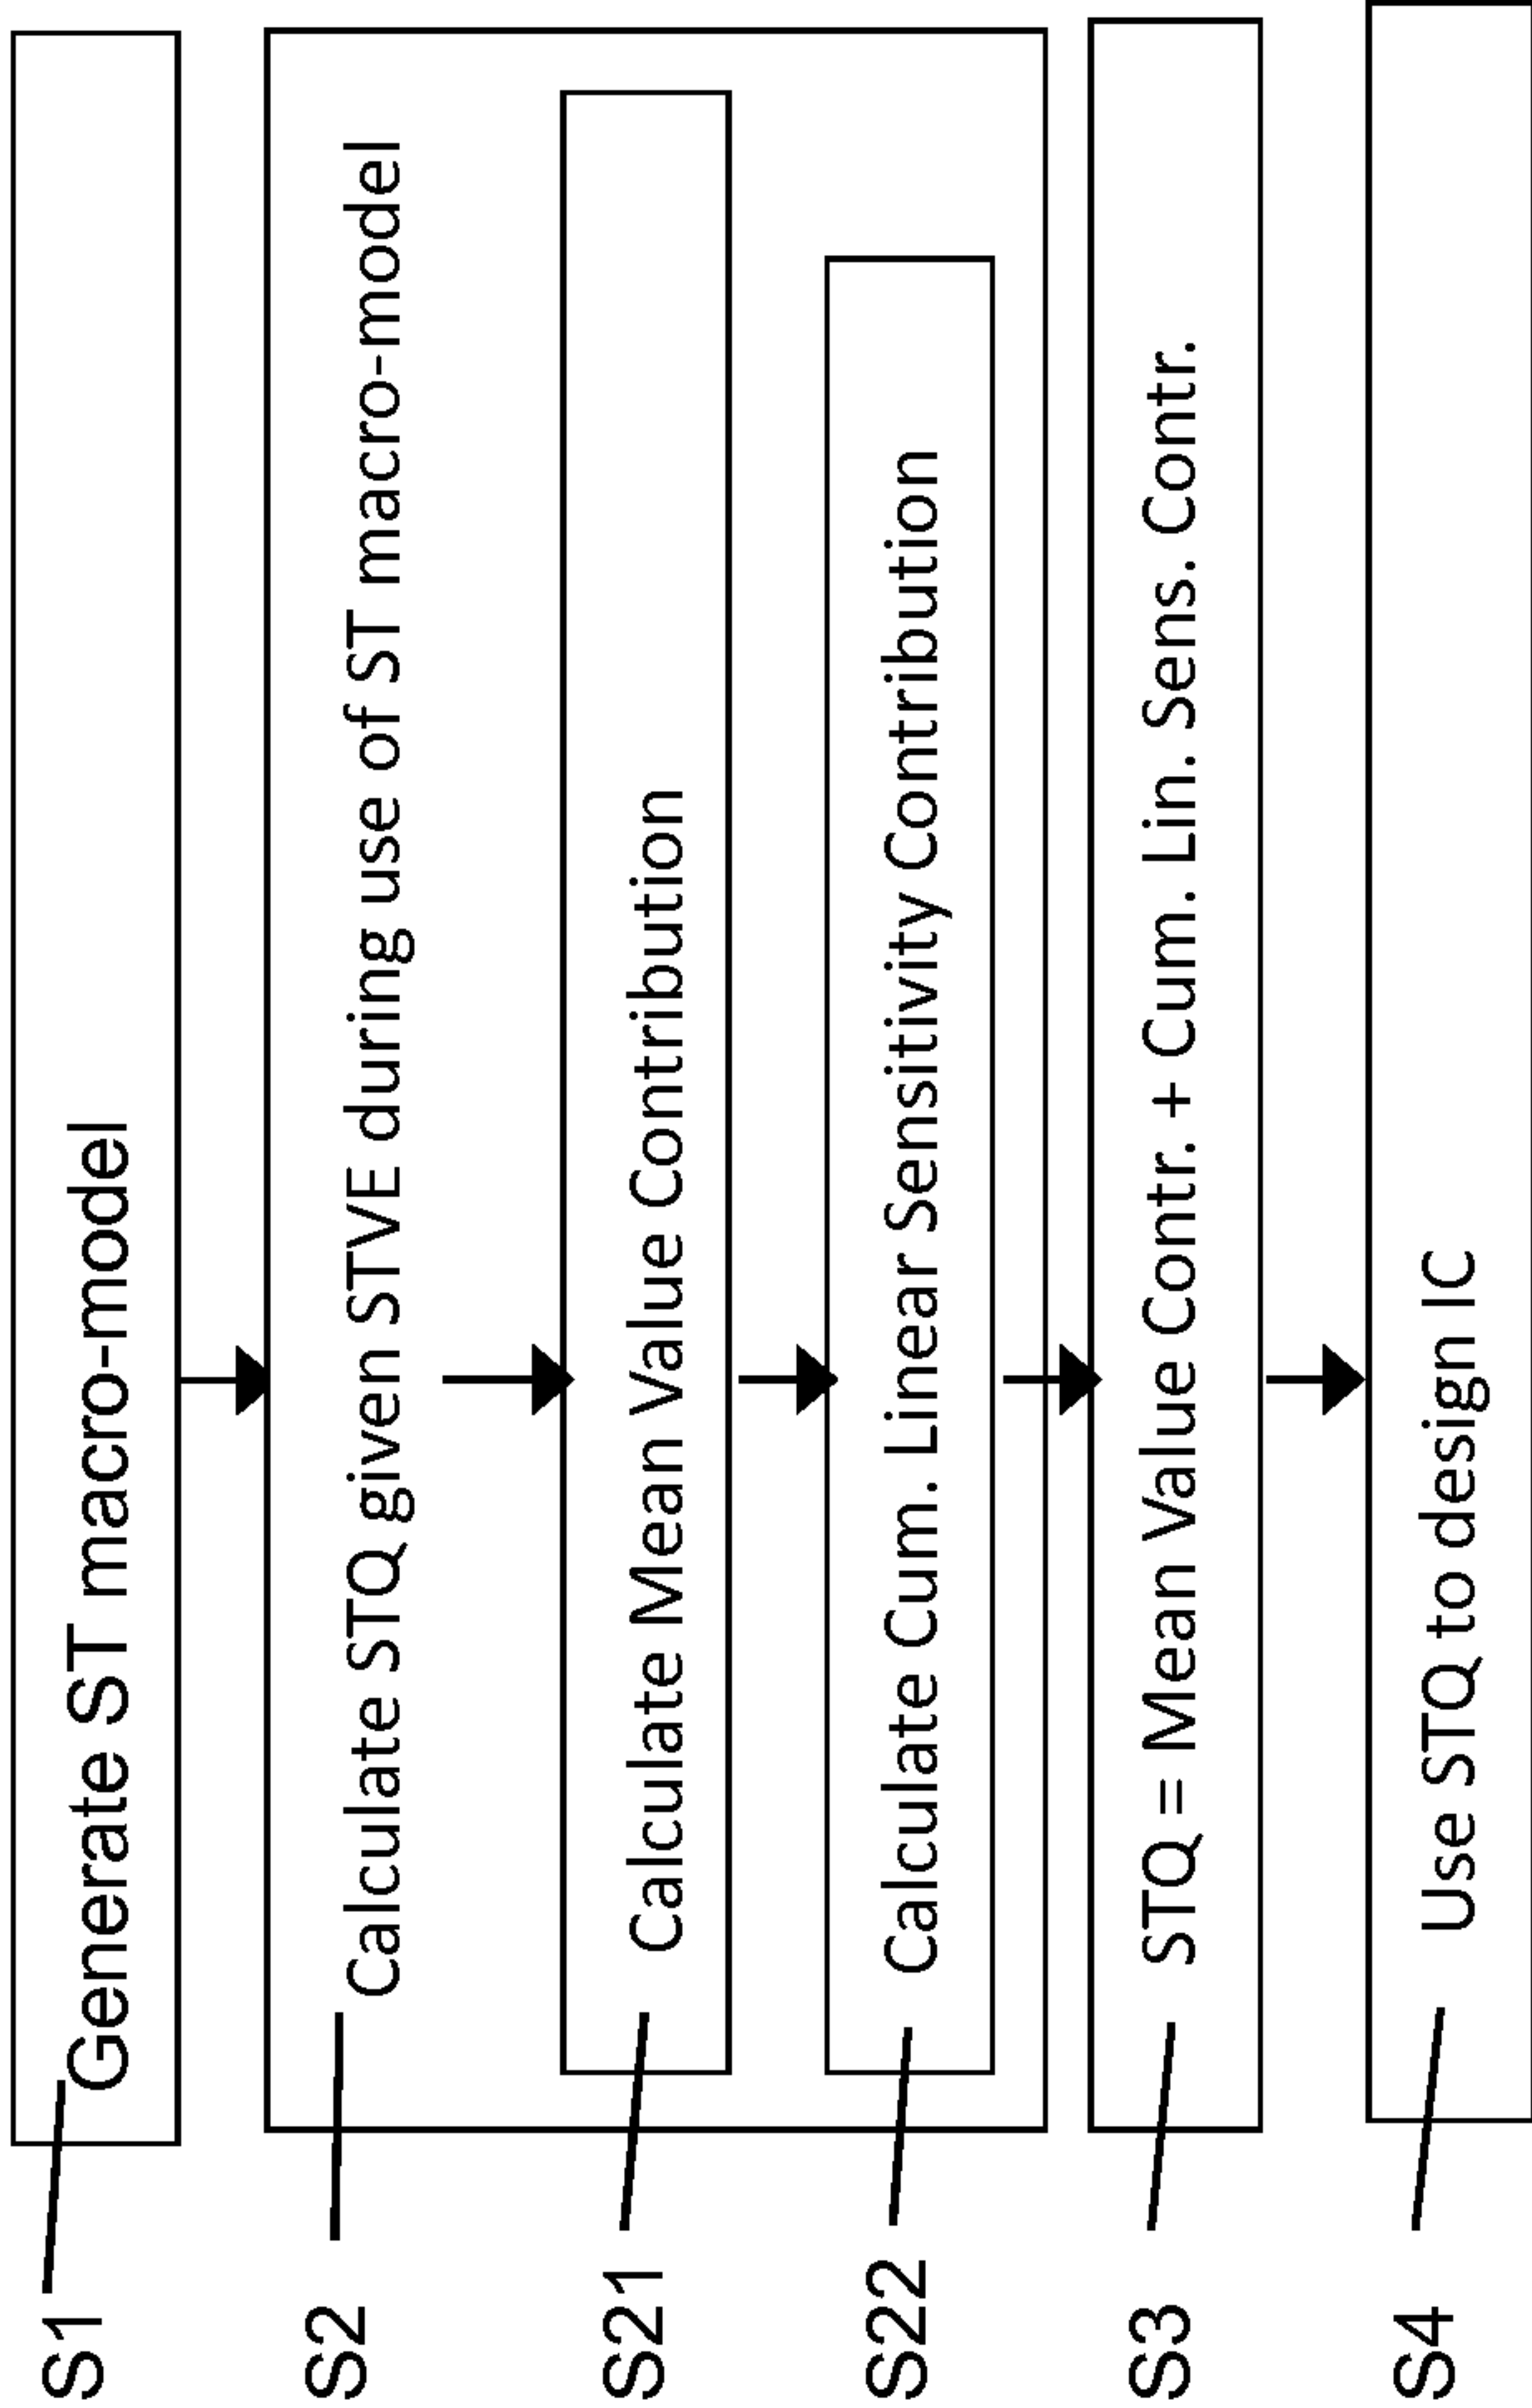 S1
Generate ST macro-model
S2
Calculate STQ given STVE during use of ST macro-model
S21
Calculate Mean Value Contribution
S22
Calculate Cum. Linear Sensitivity Contribution
S3
STQ = Mean Value Contr. + Cum. Lin. Sens. Contr.
S4
Use STQ to design IC